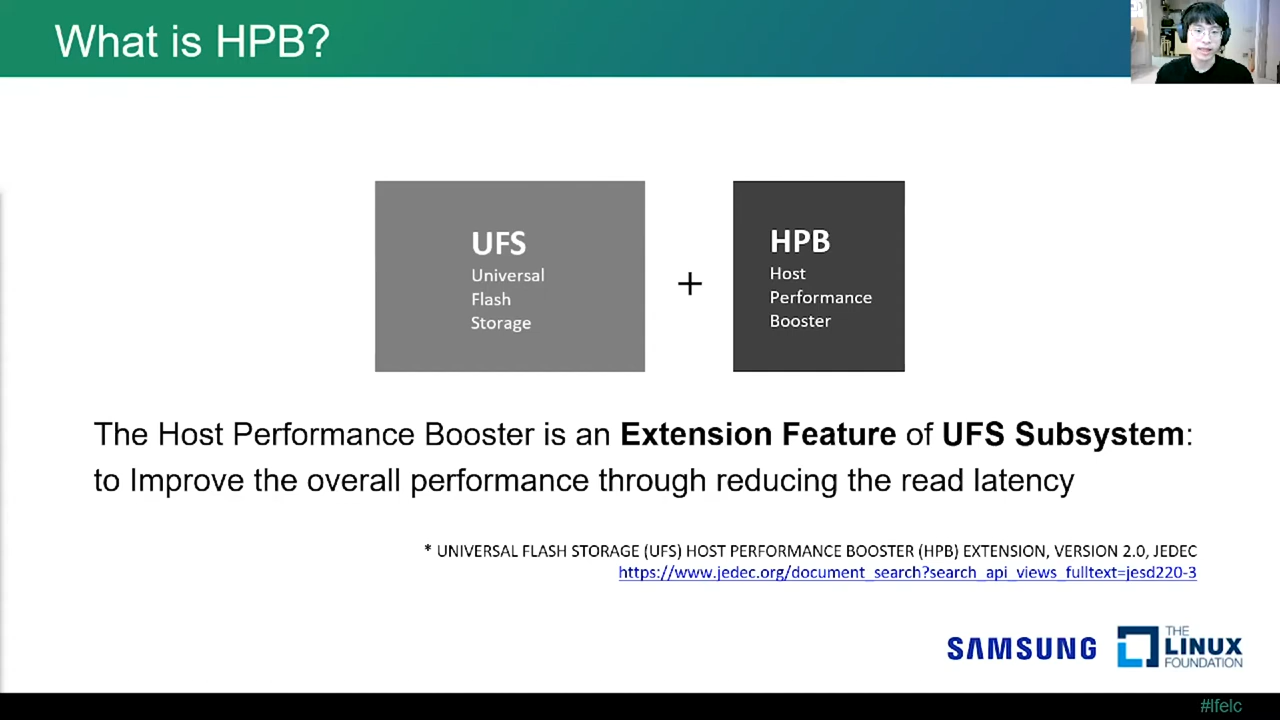 What is HPB?
UFS
Universal
Flash
Storage
+
HPB
Host
Performance
Booster
The Host Performance Booster is an Extension Feature of UFS Subsystem:
to Improve the overall performance through reducing the read latency
* UNIVERSAL FLASH STORAGE (UFS) HOST PERFORMANCE BOOSTER (HPB) EXTENSION, VERSION 2.0, JEDEC
https://www.jedec.org/document_search?search_api_views_fulltext=jesd220-3
SAMSUNG
THE
LINUX
FOUNDATION
#lfelc